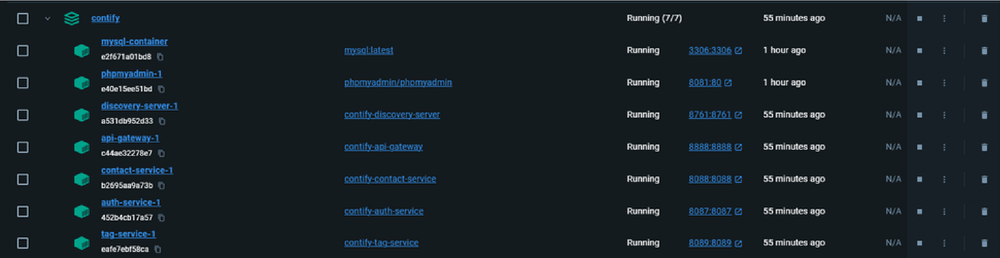 contify Running (7/7) 55 minutes ago N/A
mysql-container
e2f671a01bd8 mysql:latest Running 3306:3306 1 hour ago N/A
phpmyadmin-1
e40e15ee51bd phpmyadmin/phpmyadmin Running 8081:80 1 hour ago N/A
discovery-server-1
a531db952d33 contify-discovery-server Running 8761:8761 55 minutes ago N/A
api-gateway-1
c44ae32278e7 contify-api-gateway Running 8888:8888 55 minutes ago N/A
contact-service-1
b2695aa9a73b contify-contact-service Running 8088:8088 55 minutes ago N/A
auth-service-1
452b4cb17a57 contify-auth-service Running 8087:8087 55 minutes ago N/A
tag-service-1
eafe7ebf58ca contify-tag-service Running 8089:8089 55 minutes ago N/A